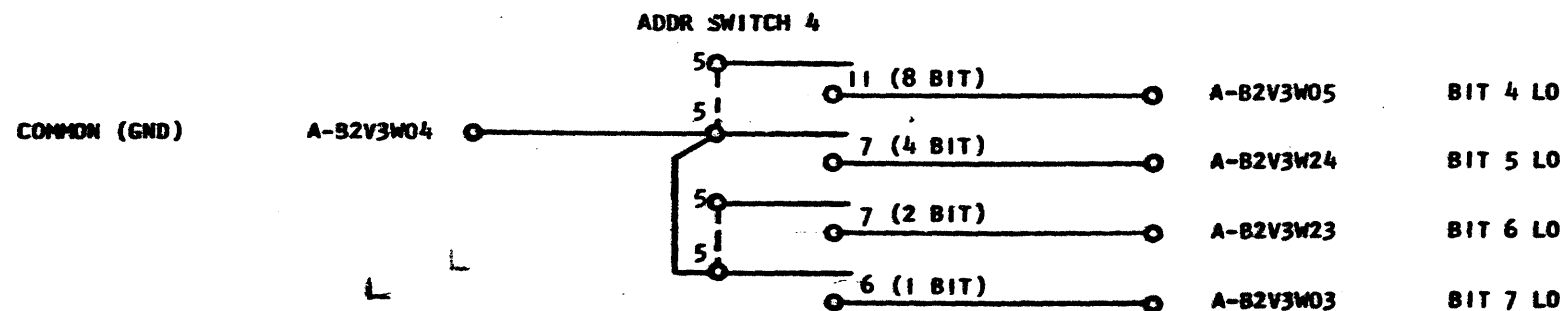 ADDR SWITCH 4
5
11 (8 BIT) A-B2V3W05 BIT 4 LO
COMMON (GND) A-B2V3W04 5
7 (4 BIT) A-B2V3W24 BIT 5 LO
5
7 (2 BIT) A-B2V3W23 BIT 6 LO
5
6 (1 BIT) A-B2V3W03 BIT 7 LO